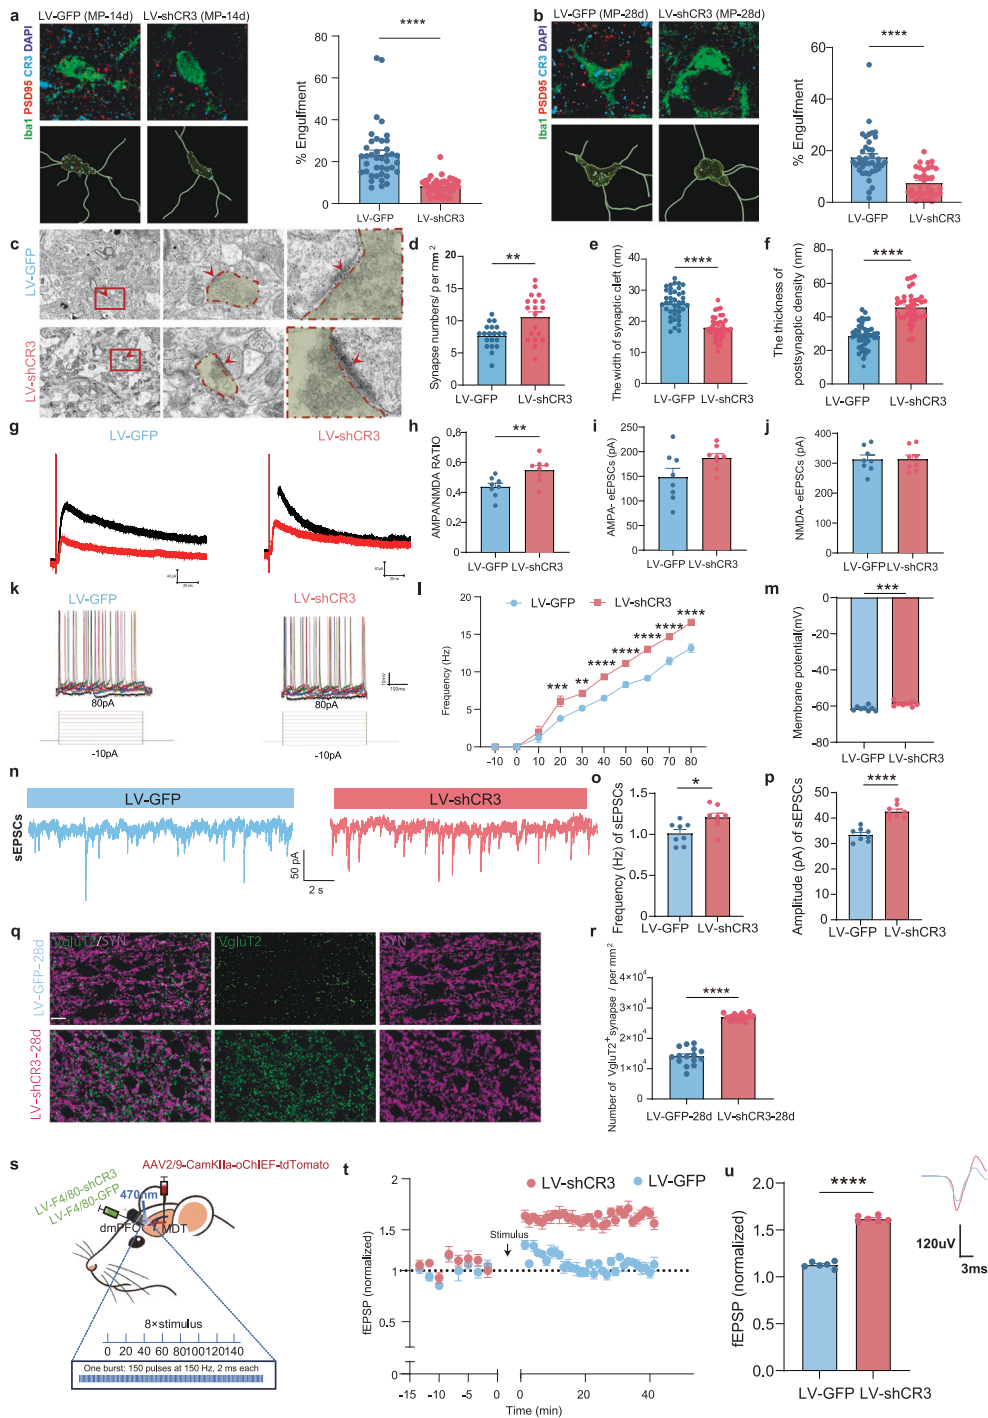 a
LV-GFP (MP-14d)
LV-shCR3 (MP-14d)
Iba1 PSD95 CR3 DAPI
% Engulfment
80
60
40
20
0
****
LV-GFP
LV-shCR3
b
LV-GFP (MP-28d)
LV-shCR3 (MP-28d)
Iba1 PSD95 CR3 DAPI
% Engulfment
60
40
20
0
****
LV-GFP
LV-shCR3
c
LV-GFP
LV-shCR3
d
Synapse numbers/ p er mm²
20
15
10
5
0
**
LV-GFP
LV-shCR3
e
The width of synaptic cleft (nm)
40
30
20
10
0
****
LV-GFP
LV-shCR3
f
The thickness of
postsynaptic density(nm)
80
60
40
20
0
****
LV-GFP
LV-shCR3
g
LV-GFP
LV-shCR3
40 pA
20 ms
20 ms
h
AMPA/NMDA RATIO
0.8
0.6
0.4
0.2
0
**
LV-GFP
LV-shCR3
i
AMPA- eEPSCs (pA)
250
200
150
100
50
0
LV-GFP
LV-shCR3
j
NMDA- eEPSCs (pA)
400
300
200
100
0
LV-GFP
LV-shCR3
k
LV-GFP
LV-shCR3
80pA
-10pA
80pA
-10pA
10mV
100ms
l
LV-GFP
LV-shCR3
Frequency (Hz)
20
15
10
5
0
***
**
****
****
****
****
****
-10 0 10 20 30 40 50 60 70 80
m
Membrane potential(mV)
0
-20
-40
-60
-80
***
LV-GFP
LV-shCR3
n
LV-GFP
LV-shCR3
sEPSCs
50 pA
2 s
o
Frequency (Hz) of sEPSCs
1.5
1.0
0.5
0
*
LV-GFP
LV-shCR3
p
Amplitude (pA) of sEPSCs
50
40
30
20
10
0
****
LV-GFP
LV-shCR3
q
VgluT2/SYN
VgluT2
SYN
LV-GFP-28d
LV-shCR3-28d
r
Number of VgluT2⁺ synapse / per mm²
4×10⁴
3×10⁴
2×10⁴
1×10⁴
0
****
LV-GFP-28d
LV-shCR3-28d
s
AAV2/9-CamKIIa-oChIEF-tdTomato
LV-F4/80-shCR3
LV-F4/80-GFP
470nm
dmPFC
MDT
8×stimulus
0 20 40 60 80 100 120 140
One burst: 150 pulses at 150 Hz, 2 ms each
t
LV-shCR3
LV-GFP
Stimulus
fEPSP (normalized)
2
1.5
1
0.5
0
-15 -10 -5 0
0 20 40 60
Time (min)
u
fEPSP (normalized)
2.0
1.5
1.0
0.0
****
LV-GFP
LV-shCR3
120uV
3ms